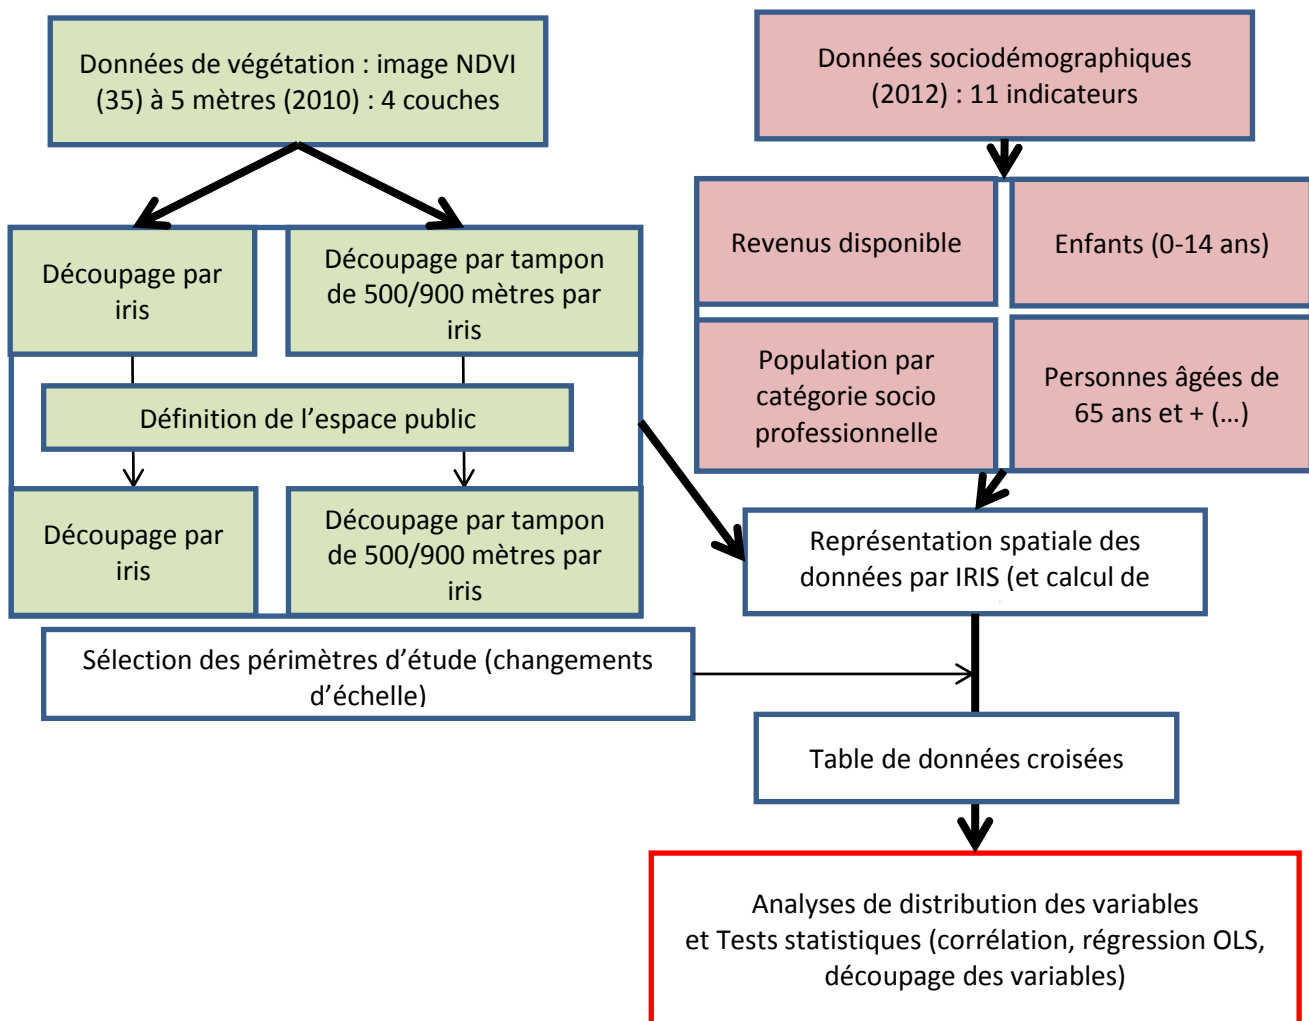 Données de végétation : image NDVI
(35) à 5 mètres (2010) : 4 couches
Données sociodémographiques
(2012) : 11 indicateurs
Découpage par
iris
Découpage par tampon
de 500/900 mètres par
iris
Revenus disponible
Enfants (0-14 ans)
Population par
catégorie socio
professionnelle
Personnes âgées de
65 ans et + (…)
Définition de l’espace public
Découpage par
iris
Découpage par tampon
de 500/900 mètres par
iris
Représentation spatiale des
données par IRIS (et calcul de
Sélection des périmètres d’étude (changements
d’échelle)
Table de données croisées
Analyses de distribution des variables
et Tests statistiques (corrélation, régression OLS,
découpage des variables)